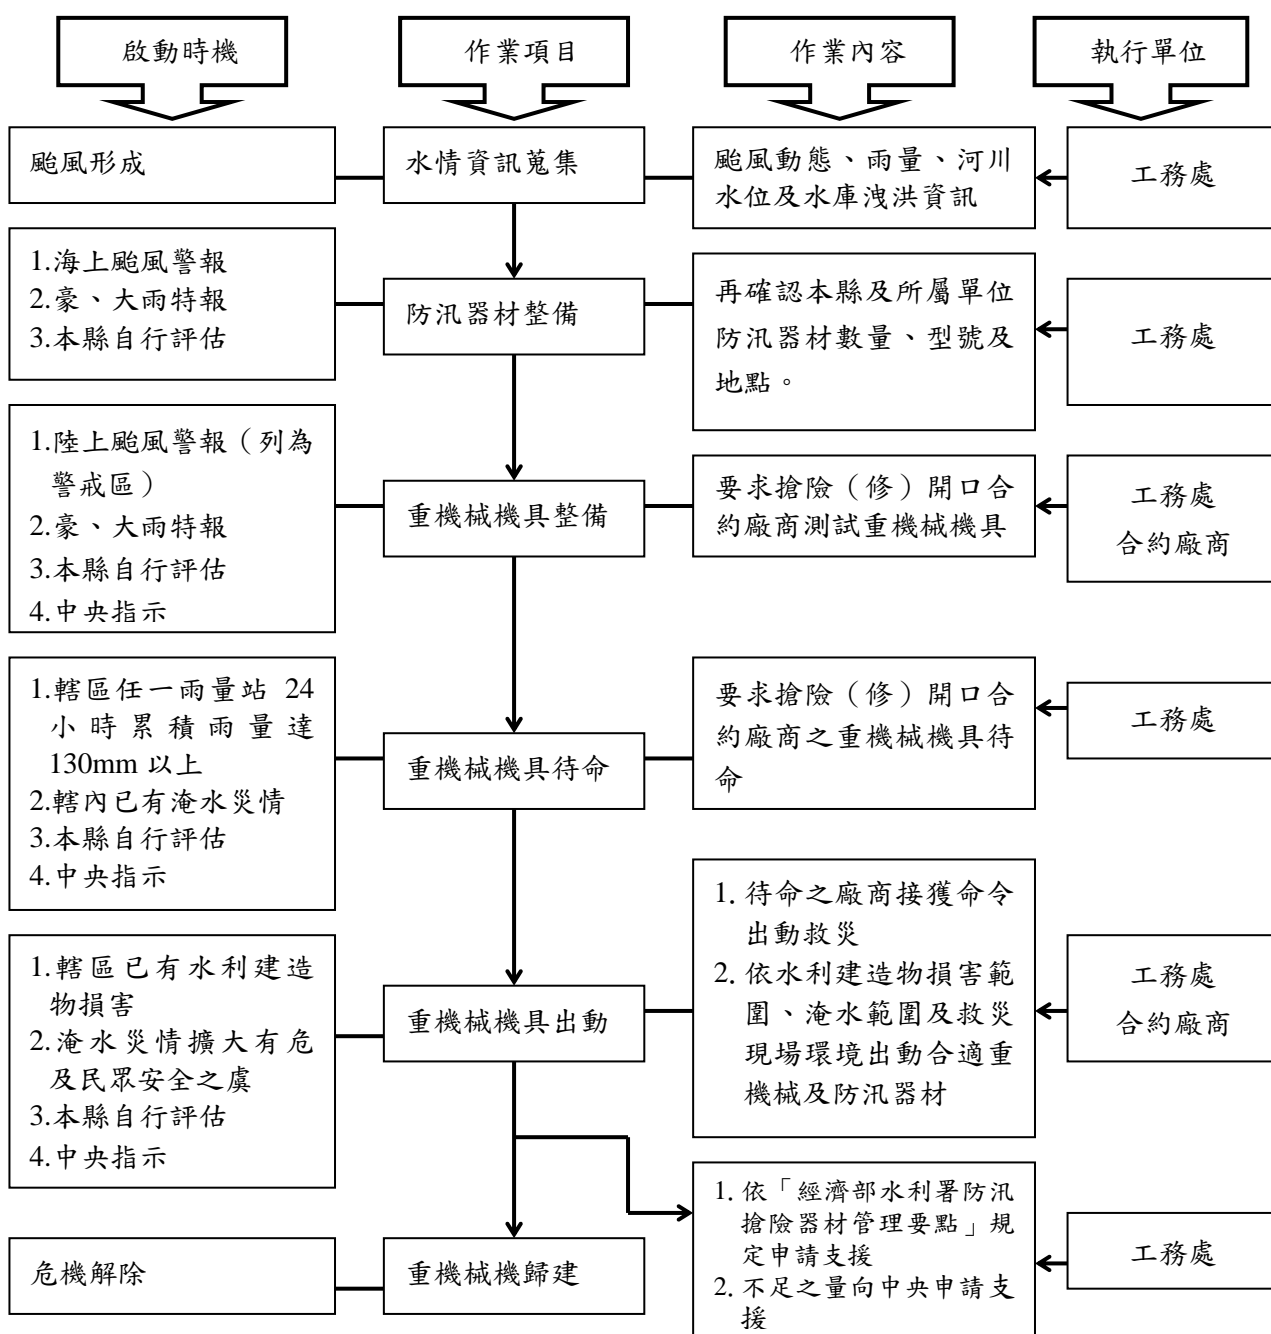 啟動時機
作業項目
作業內容
執行單位
颱風形成
水情資訊蒐集
颱風動態、雨量、河川
水位及水庫洩洪資訊
工務處
1.海上颱風警報
2.豪、大雨特報
3.本縣自行評估
防汛器材整備
再確認本縣及所屬單位
防汛器材數量、型號及
地點。
工務處
1.陸上颱風警報（列為
警戒區）
2.豪、大雨特報
3.本縣自行評估
4.中央指示
重機械機具整備
要求搶險（修）開口合
約廠商測試重機械機具
工務處
合約廠商
1.轄區任一雨量站 24
小時累積雨量達
130mm 以上
2.轄內已有淹水災情
3.本縣自行評估
4.中央指示
重機械機具待命
要求搶險（修）開口合
約廠商之重機械機具待
命
工務處
1.轄區已有水利建造
物損害
2.淹水災情擴大有危
及民眾安全之虞
3.本縣自行評估
4.中央指示
重機械機具出動
1. 待命之廠商接獲命令
出動救災
2. 依水利建造物損害範
圍、淹水範圍及救災
現場環境出動合適重
機械及防汛器材
工務處
合約廠商
危機解除
重機械機歸建
1. 依「經濟部水利署防汛
搶險器材管理要點」規
定申請支援
2. 不足之量向中央申請支
援
工務處